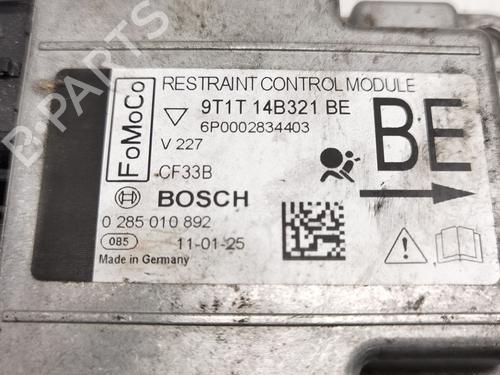 FoMoCo
RESTRAINT CONTROL MODULE
9T1T 14B321 BE
6P0002834403
V 227
CF33B
BOSCH
0 285 010 892
085
11-01-25
Made in Germany
BE